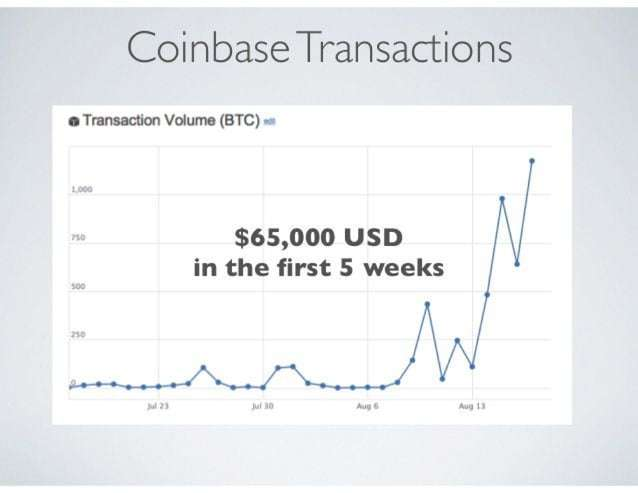 Coinbase Transactions
Transaction Volume (BTC)
1,000
750
$65,000 USD
in the first 5 weeks
500
250
0
Jul 23 Jul 30 Aug 6 Aug 13